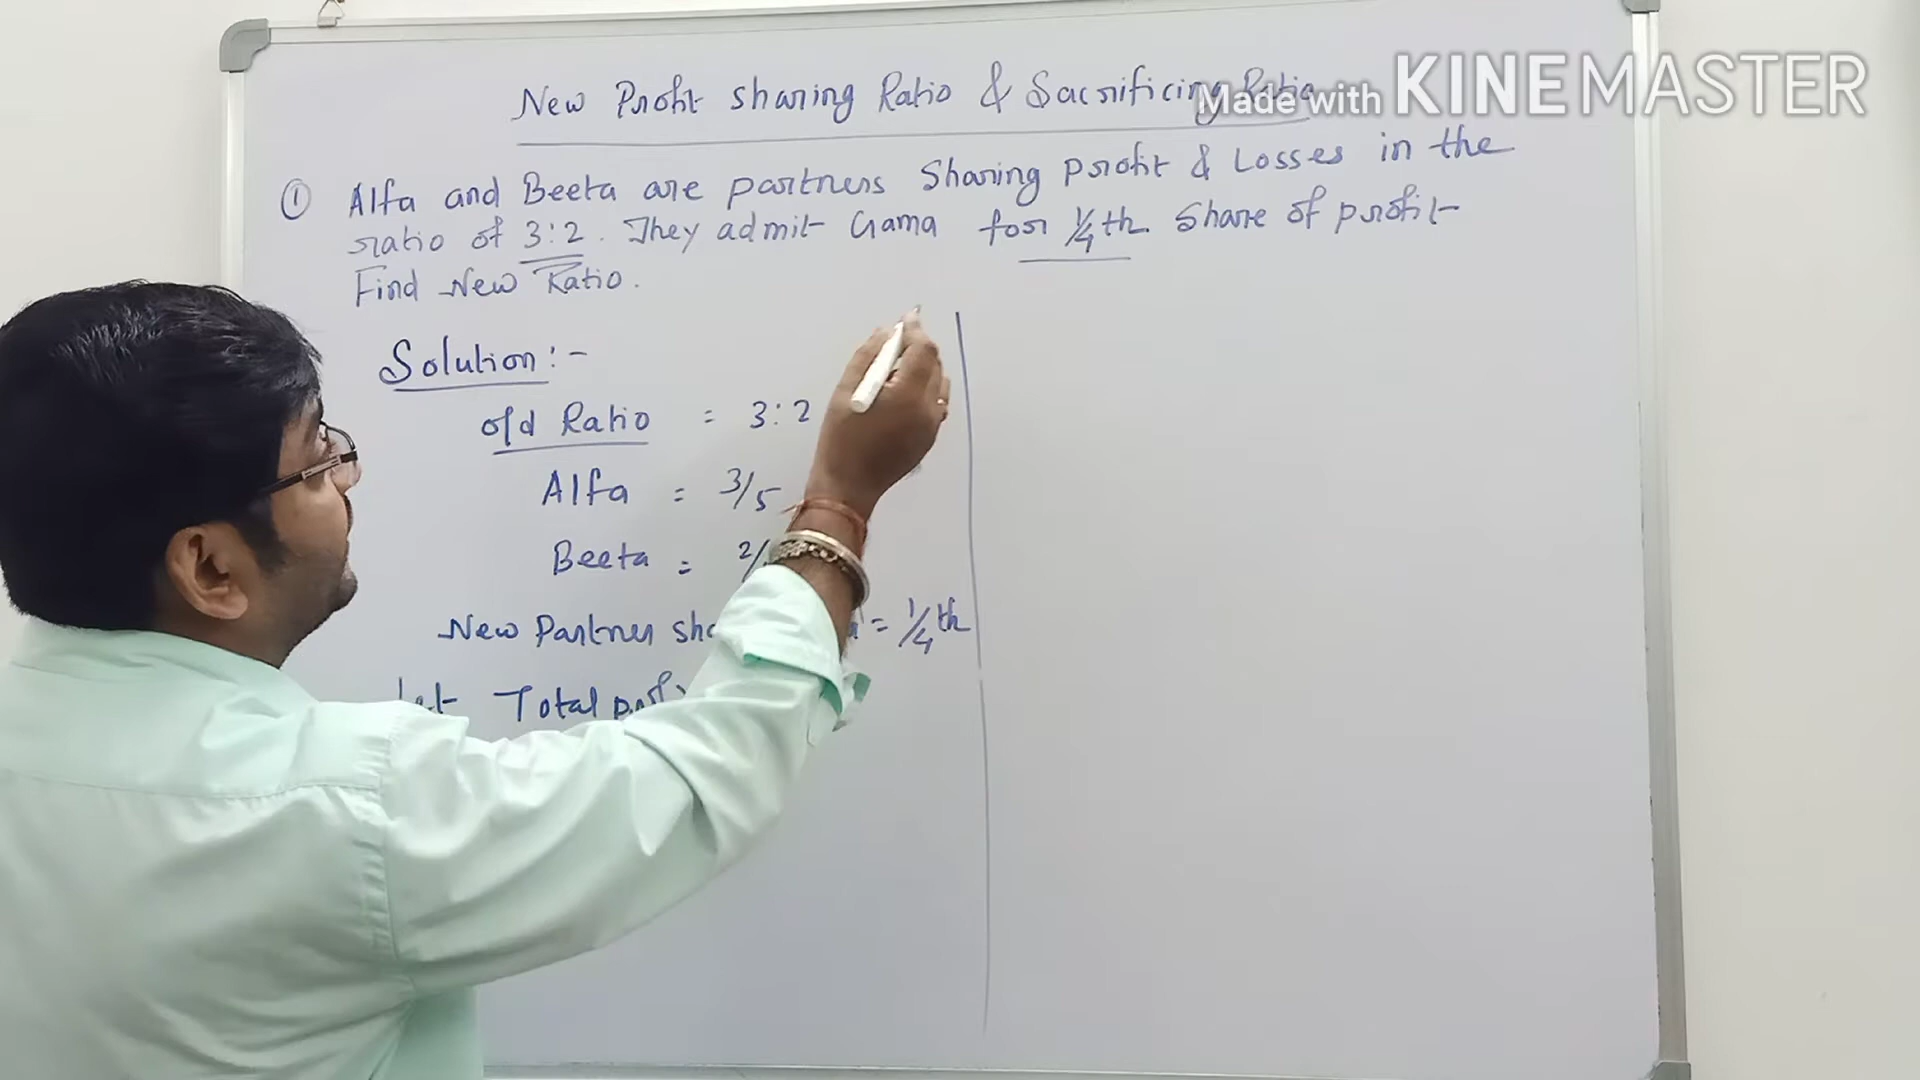 New Profit sharing Ratio & Sacrificing Ratio
Made with KINEMASTER
① Alfa and Beeta are partners Sharing profit & Losses in the
ratio of 3:2. They admit Gama for 1/4th Share of profit
Find New Ratio.
Solution:-
old Ratio = 3:2
Alfa = 3/5
Beeta = 2/
New Partner = 1/4th
Let Total